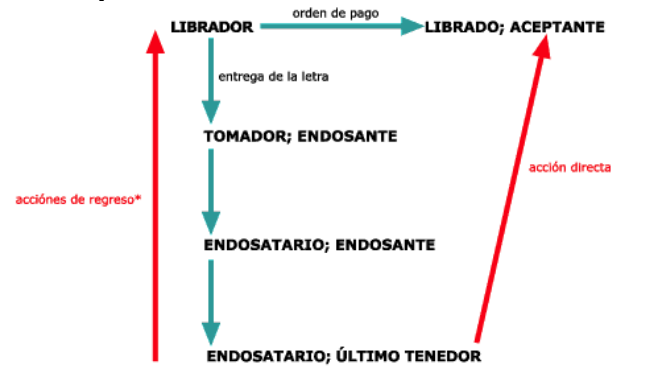 orden de pago
LIBRADOR
LIBRADO; ACEPTANTE
entrega de la letra
TOMADOR; ENDOSANTE
acción directa
acciónes de regreso*
ENDOSATARIO; ENDOSANTE
ENDOSATARIO; ÚLTIMO TENEDOR